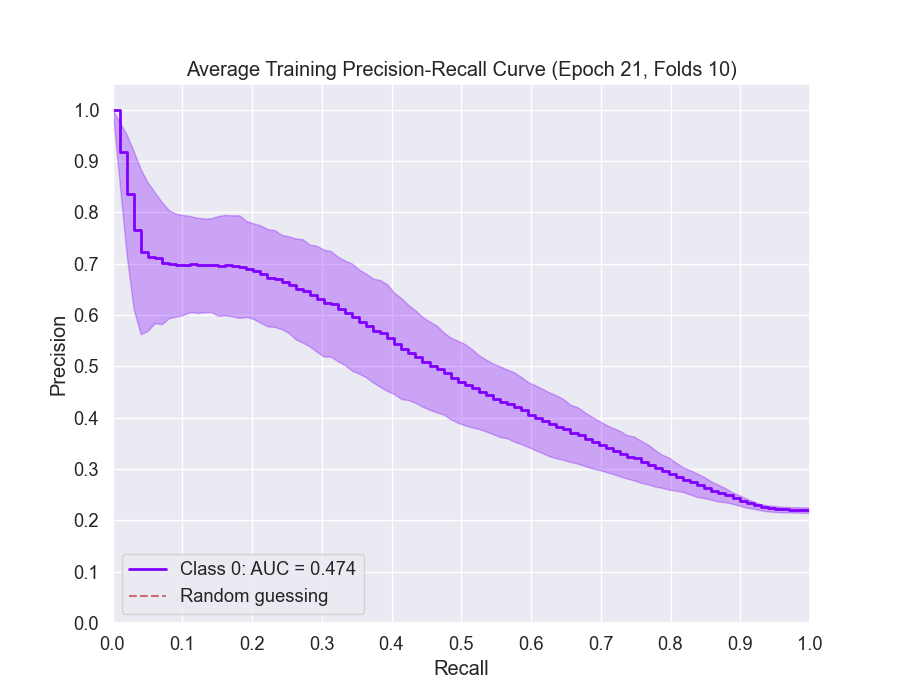 Average Training Precision-Recall Curve (Epoch 21, Folds 10)
Precision
1.0
0.9
0.8
0.7
0.6
0.5
0.4
0.3
0.2
0.1
0.0
Class 0: AUC = 0.474
Random guessing
0.0 0.1 0.2 0.3 0.4 0.5 0.6 0.7 0.8 0.9 1.0
Recall